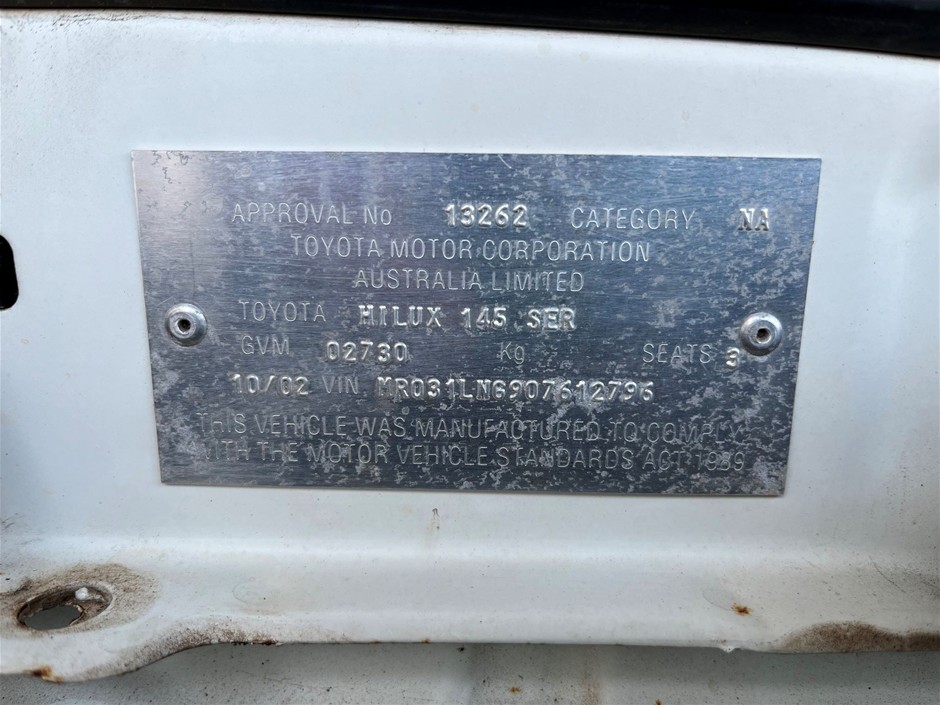 APPROVAL No 13262 CATEGORY NA
TOYOTA MOTOR CORPORATION
AUSTRALIA LIMITED
TOYOTA HILUX 145 SER
GVM 02730 Kg SEATS 3
10/02 VIN MR031LNG907612796
THIS VEHICLE WAS MANUFACTURED TO COMPLY
WITH THE MOTOR VEHICLE STANDARDS ACT 1989